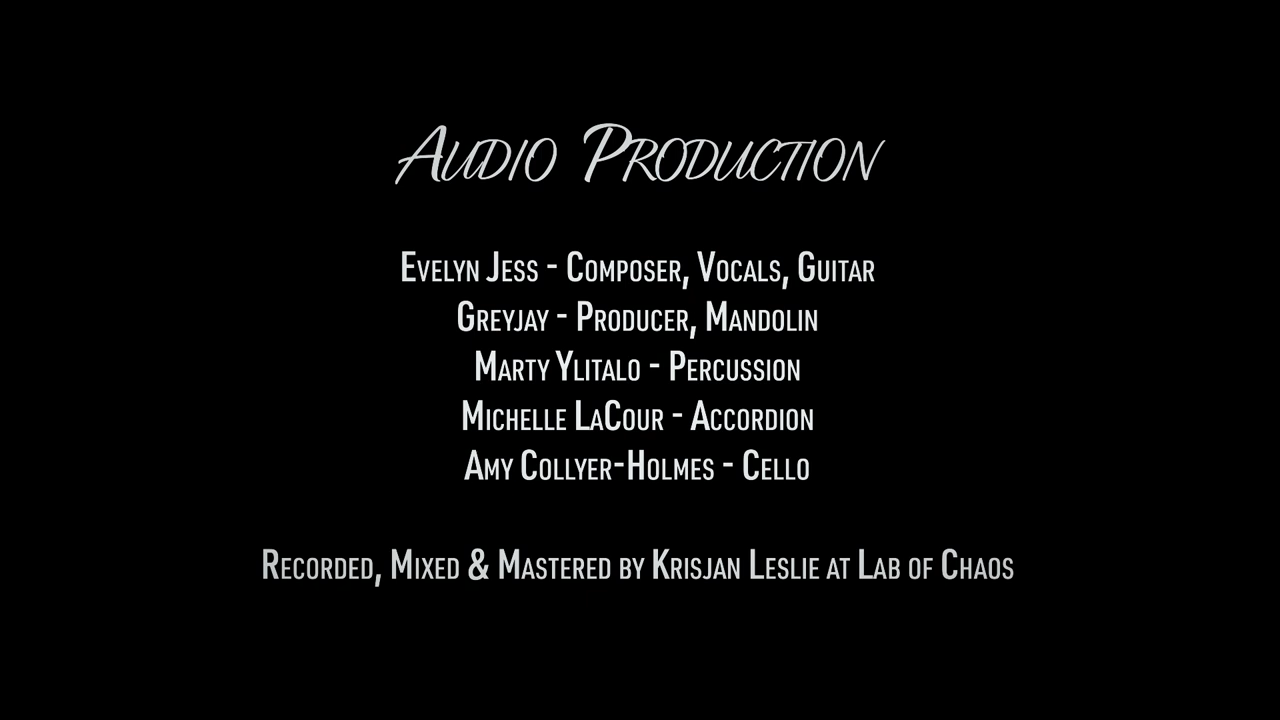 Audio Production
Evelyn Jess - Composer, Vocals, Guitar
Greyjay - Producer, Mandolin
Marty Ylitalo - Percussion
Michelle LaCour - Accordion
Amy Collyer-Holmes - Cello
Recorded, Mixed & Mastered by Krisjan Leslie at Lab of Chaos